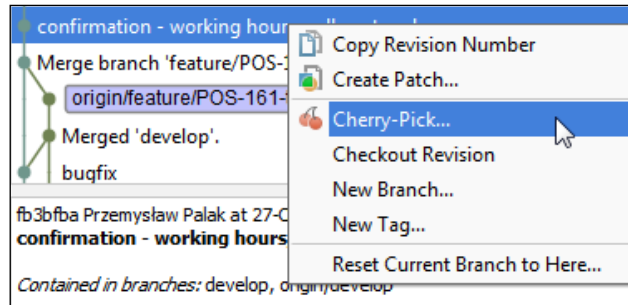 confirmation - working hours
Merge branch 'feature/POS-1
origin/feature/POS-161-
Merged 'develop'.
bugfix
Copy Revision Number
Create Patch...
Cherry-Pick...
Checkout Revision
New Branch...
New Tag...
Reset Current Branch to Here...
fb3bfba Przemysław Palak at 27-
confirmation - working hours
Contained in branches: develop, origin/develop